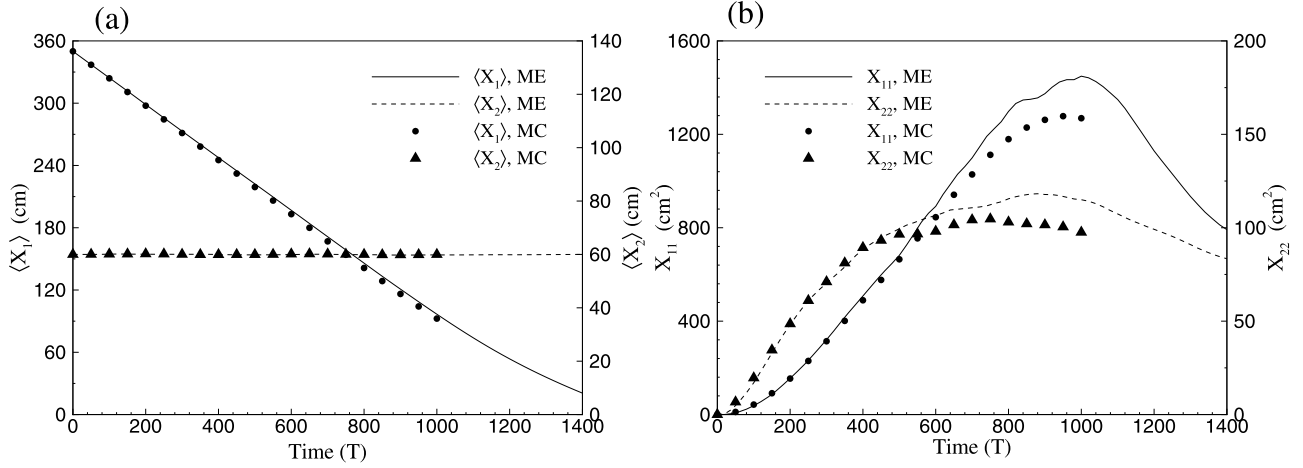 (a)
360
300
240
180
120
60
0
⟨X1⟩ (cm)
140
120
100
80
60
40
20
0
⟨X2⟩ (cm)
0 200 400 600 800 1000 1200 1400
Time (T)
⟨X1⟩, ME
⟨X2⟩, ME
⟨X1⟩, MC
⟨X2⟩, MC
(b)
1600
1200
800
400
0
X11 (cm2)
200
150
100
50
0
X22 (cm2)
0 200 400 600 800 1000 1200 1400
Time (T)
X11, ME
X22, ME
X11, MC
X22, MC